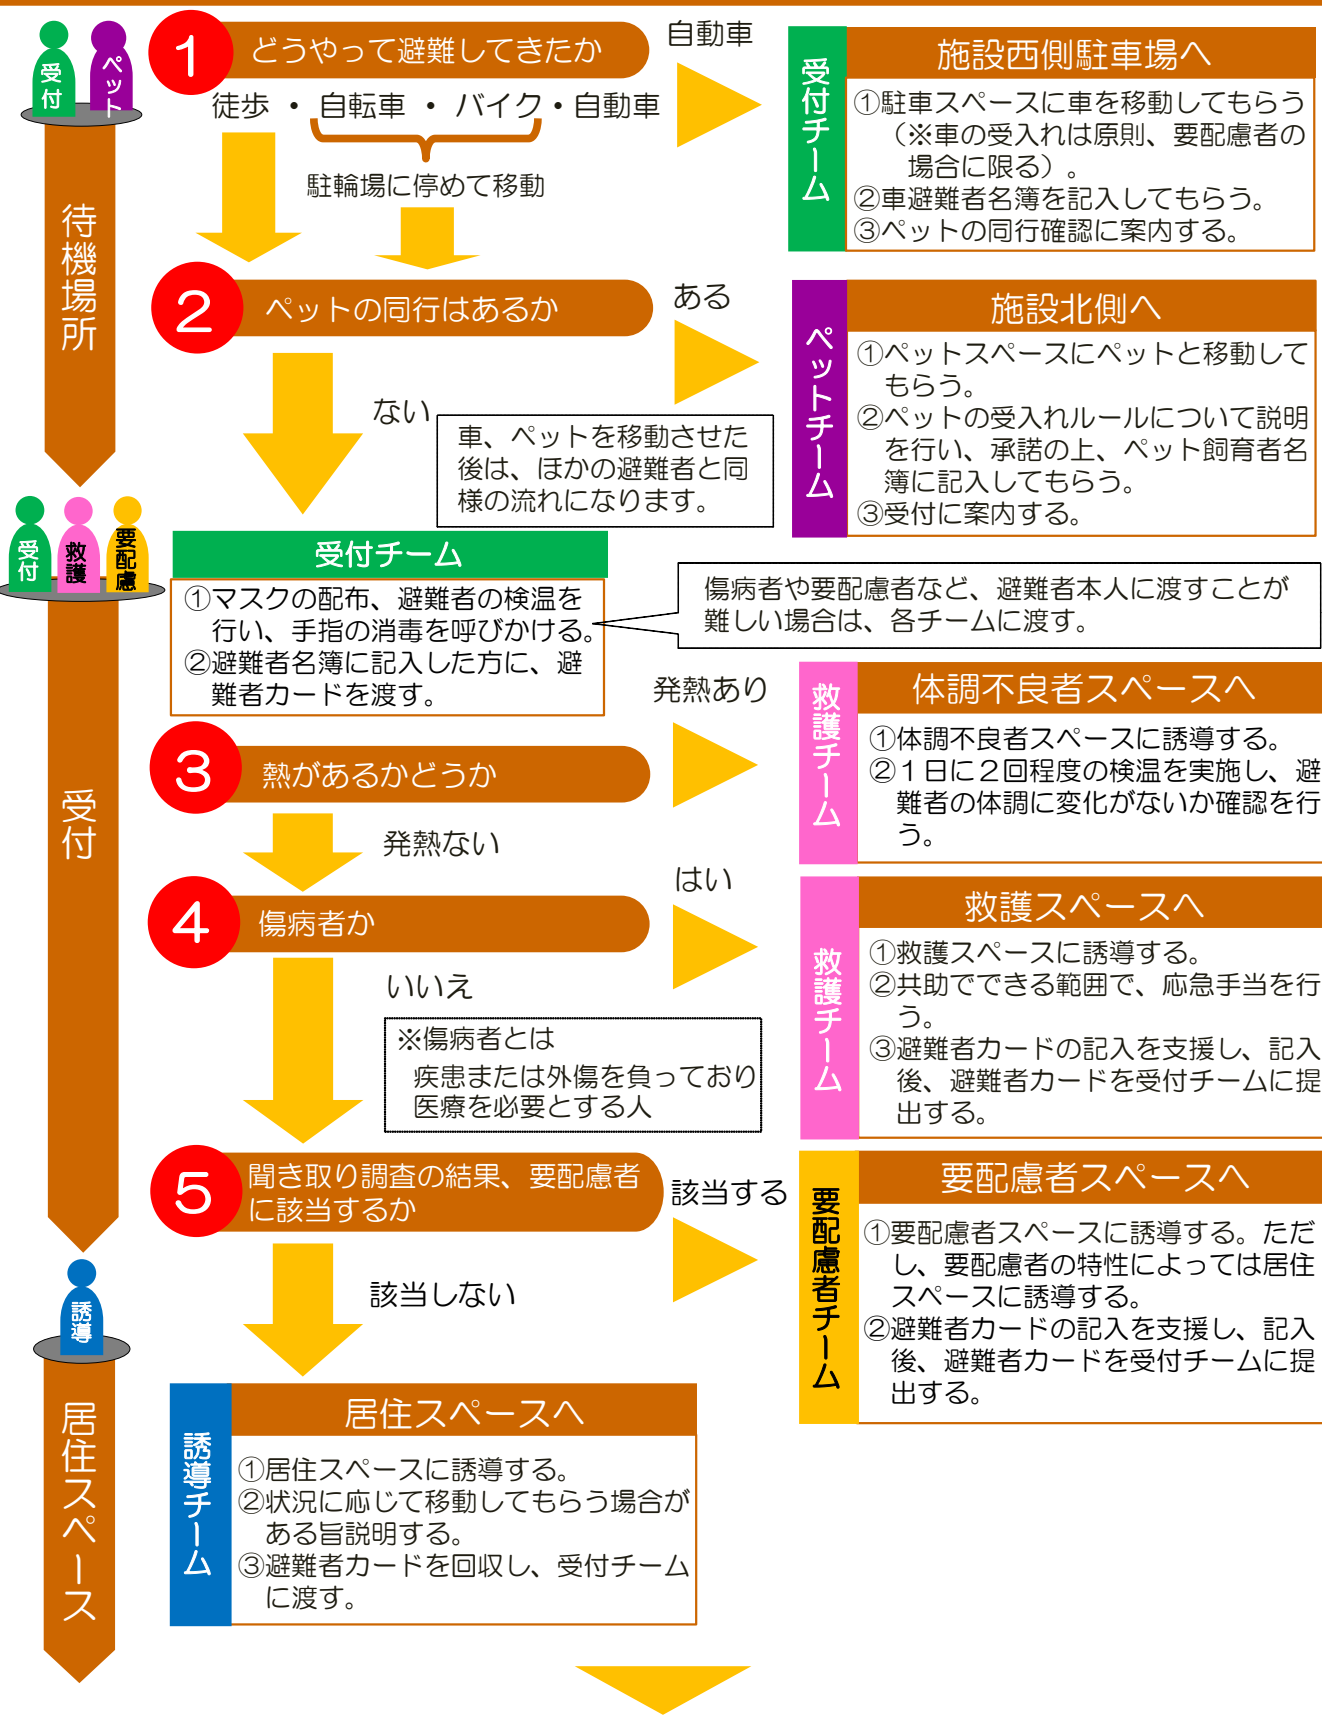 受付
ペット
待機場所
1
どうやって避難してきたか
自動車
徒歩 ・ 自転車 ・ バイク・自動車
駐輪場に停めて移動
受付チーム
施設西側駐車場へ
①駐車スペースに車を移動してもらう
（※車の受入れは原則、要配慮者の
場合に限る）。
②車避難者名簿を記入してもらう。
③ペットの同行確認に案内する。
2
ペットの同行はあるか
ある
ない
車、ペットを移動させた
後は、ほかの避難者と同
様の流れになります。
ペットチーム
施設北側へ
①ペットスペースにペットと移動して
もらう。
②ペットの受入れルールについて説明
を行い、承諾の上、ペット飼育者名
簿に記入してもらう。
③受付に案内する。
受付
救護
要配慮
受付
受付チーム
①マスクの配布、避難者の検温を
行い、手指の消毒を呼びかける。
②避難者名簿に記入した方に、避
難者カードを渡す。
傷病者や要配慮者など、避難者本人に渡すことが
難しい場合は、各チームに渡す。
3
熱があるかどうか
発熱あり
発熱ない
救護チーム
体調不良者スペースへ
①体調不良者スペースに誘導する。
②１日に２回程度の検温を実施し、避
難者の体調に変化がないか確認を行
う。
4
傷病者か
はい
いいえ
※傷病者とは
疾患または外傷を負っており
医療を必要とする人
救護チーム
救護スペースへ
①救護スペースに誘導する。
②共助でできる範囲で、応急手当を行
う。
③避難者カードの記入を支援し、記入
後、避難者カードを受付チームに提
出する。
5
聞き取り調査の結果、要配慮者
に該当するか
該当する
該当しない
要配慮者チーム
要配慮者スペースへ
①要配慮者スペースに誘導する。ただ
し、要配慮者の特性によっては居住
スペースに誘導する。
②避難者カードの記入を支援し、記入
後、避難者カードを受付チームに提
出する。
誘導
居住スペース
誘導チーム
居住スペースへ
①居住スペースに誘導する。
②状況に応じて移動してもらう場合が
ある旨説明する。
③避難者カードを回収し、受付チーム
に渡す。